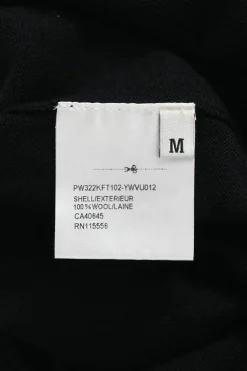 M
PW322KFT102-YWVU012
SHELL/EXTERIEUR
100% WOOL/LAINE
CA40645
RN115556